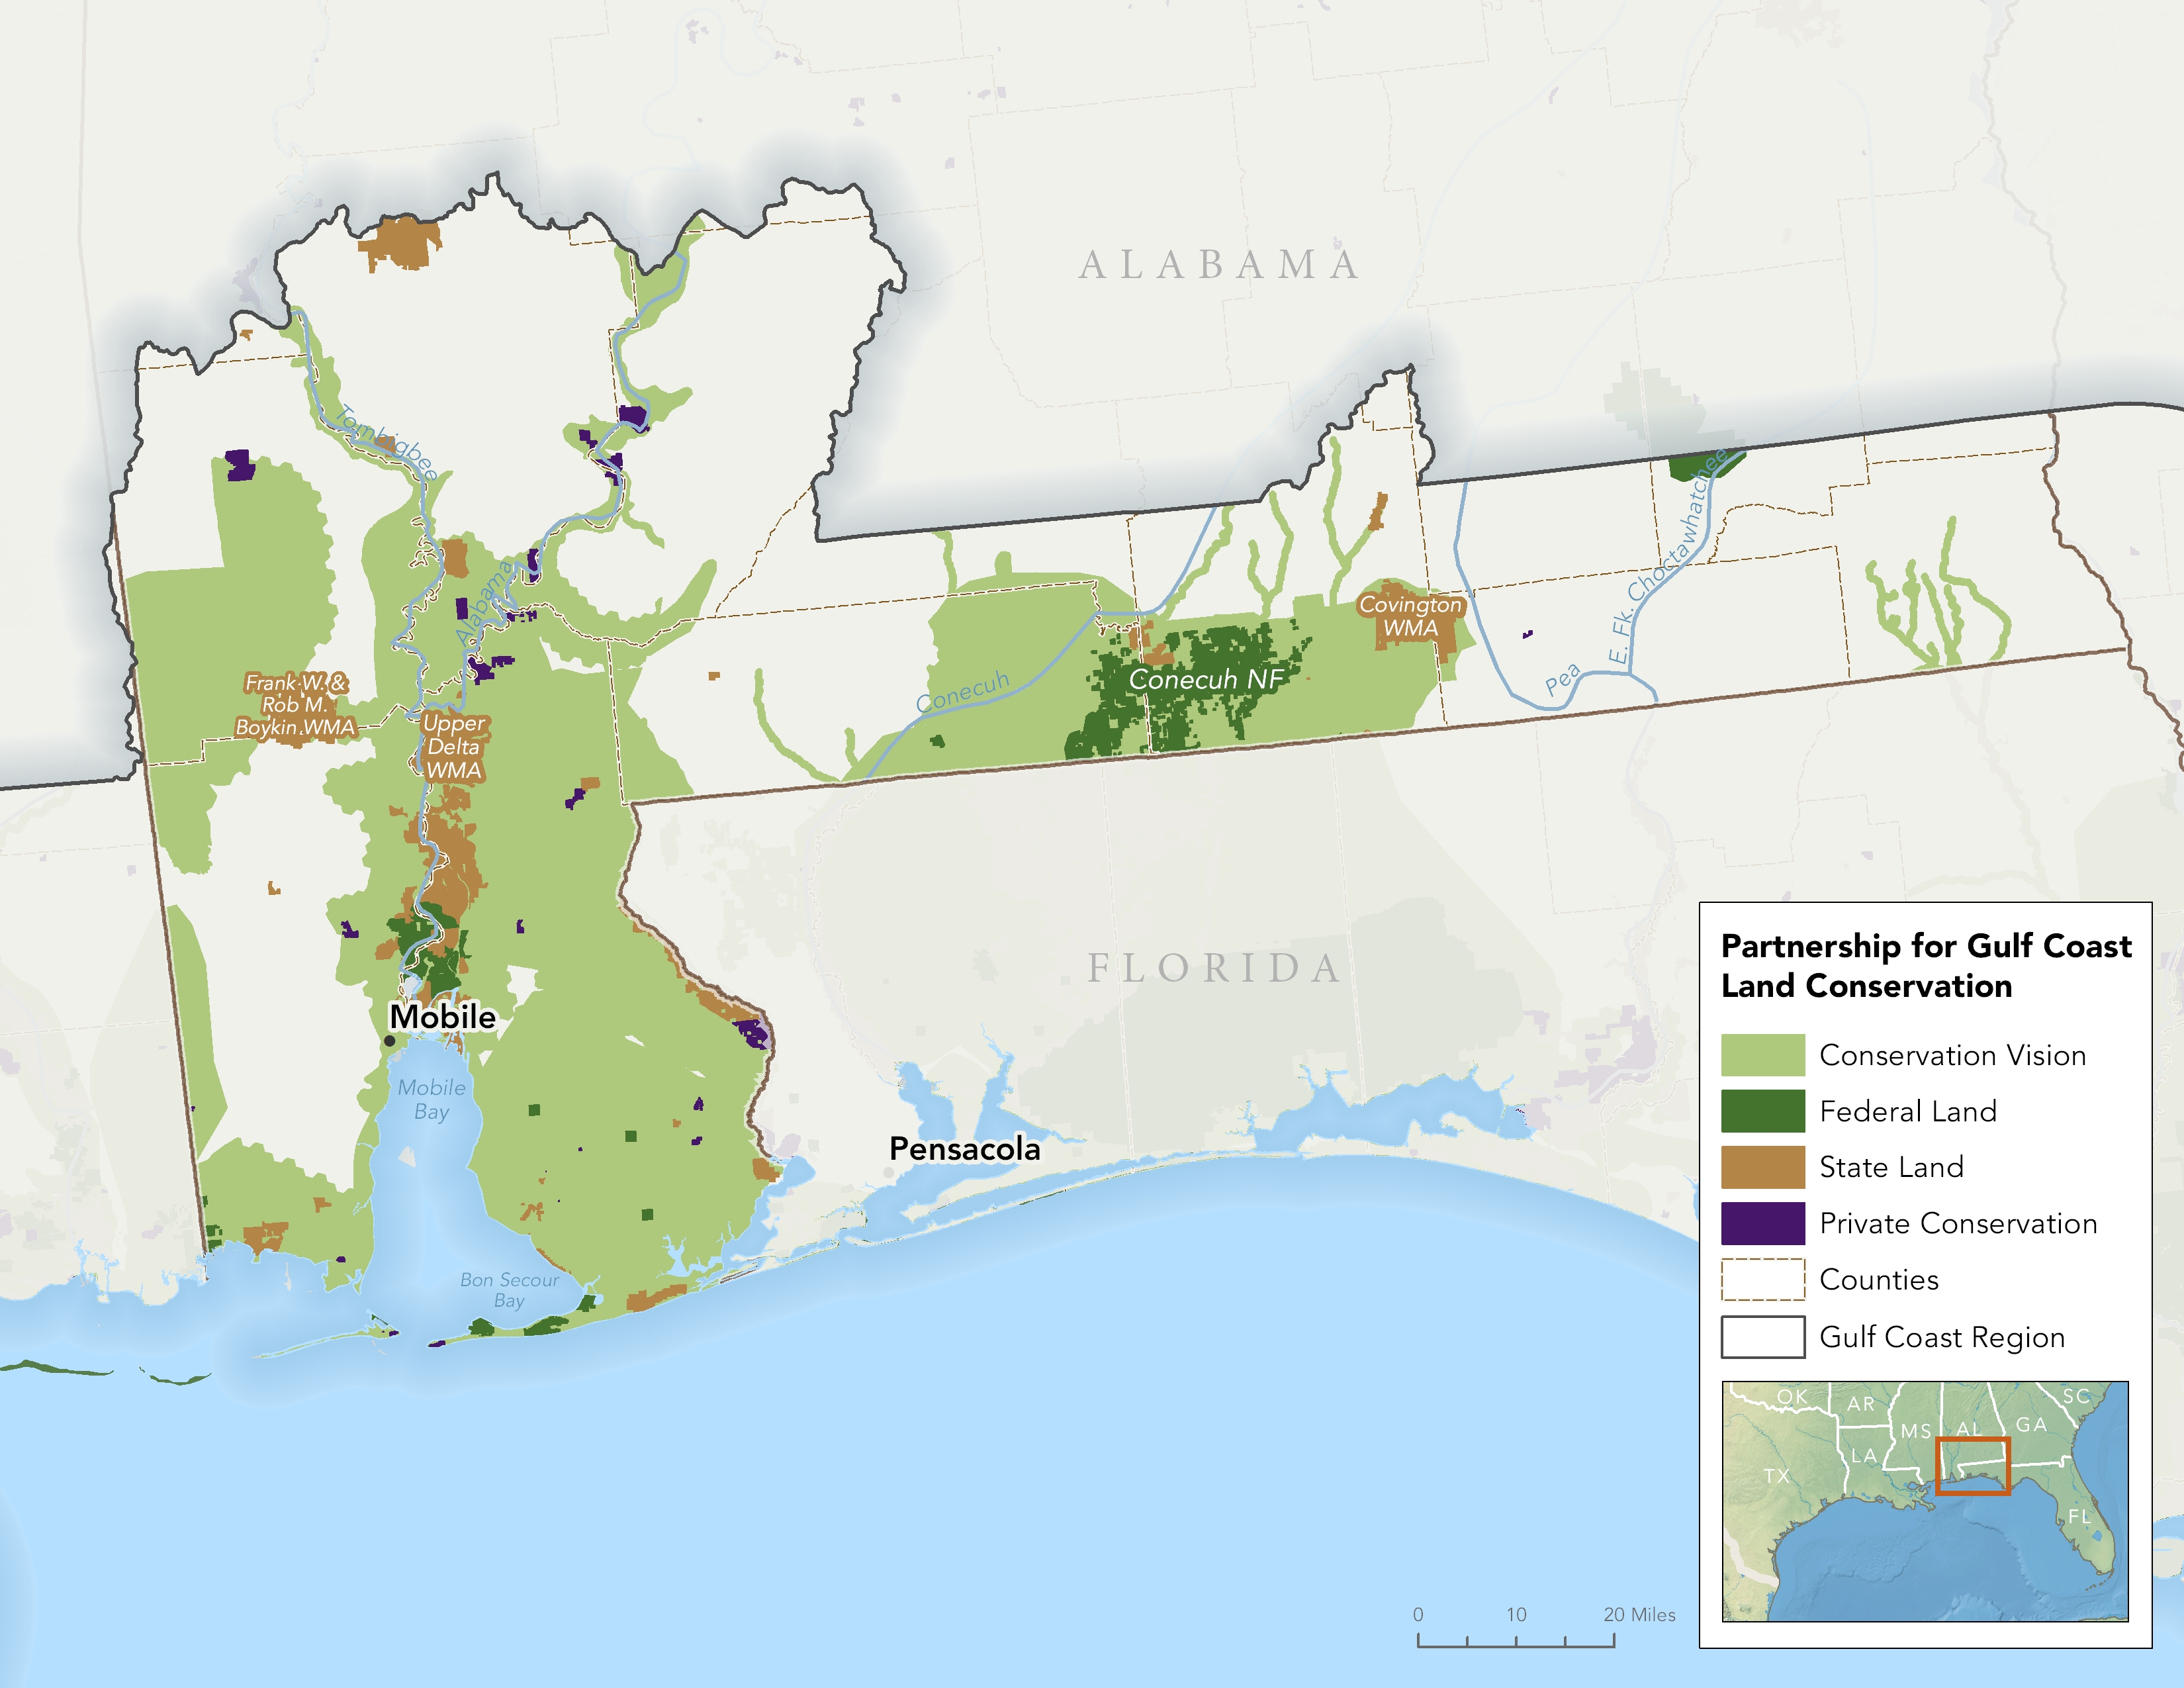 ALABAMA
Tombigbee
Alabama
Covington
WMA
E. Fk. Choctawhatchee
Pea
Conecuh
Conecuh NF
Frank W. &
Rob M.
Boykin WMA
Upper
Delta
WMA
FLORIDA
Mobile
Mobile
Bay
Pensacola
Bon Secour
Bay
Partnership for Gulf Coast
Land Conservation
Conservation Vision
Federal Land
State Land
Private Conservation
Counties
Gulf Coast Region
OK
AR
SC
MS
AL
GA
LA
TX
FL
0 10 20 Miles